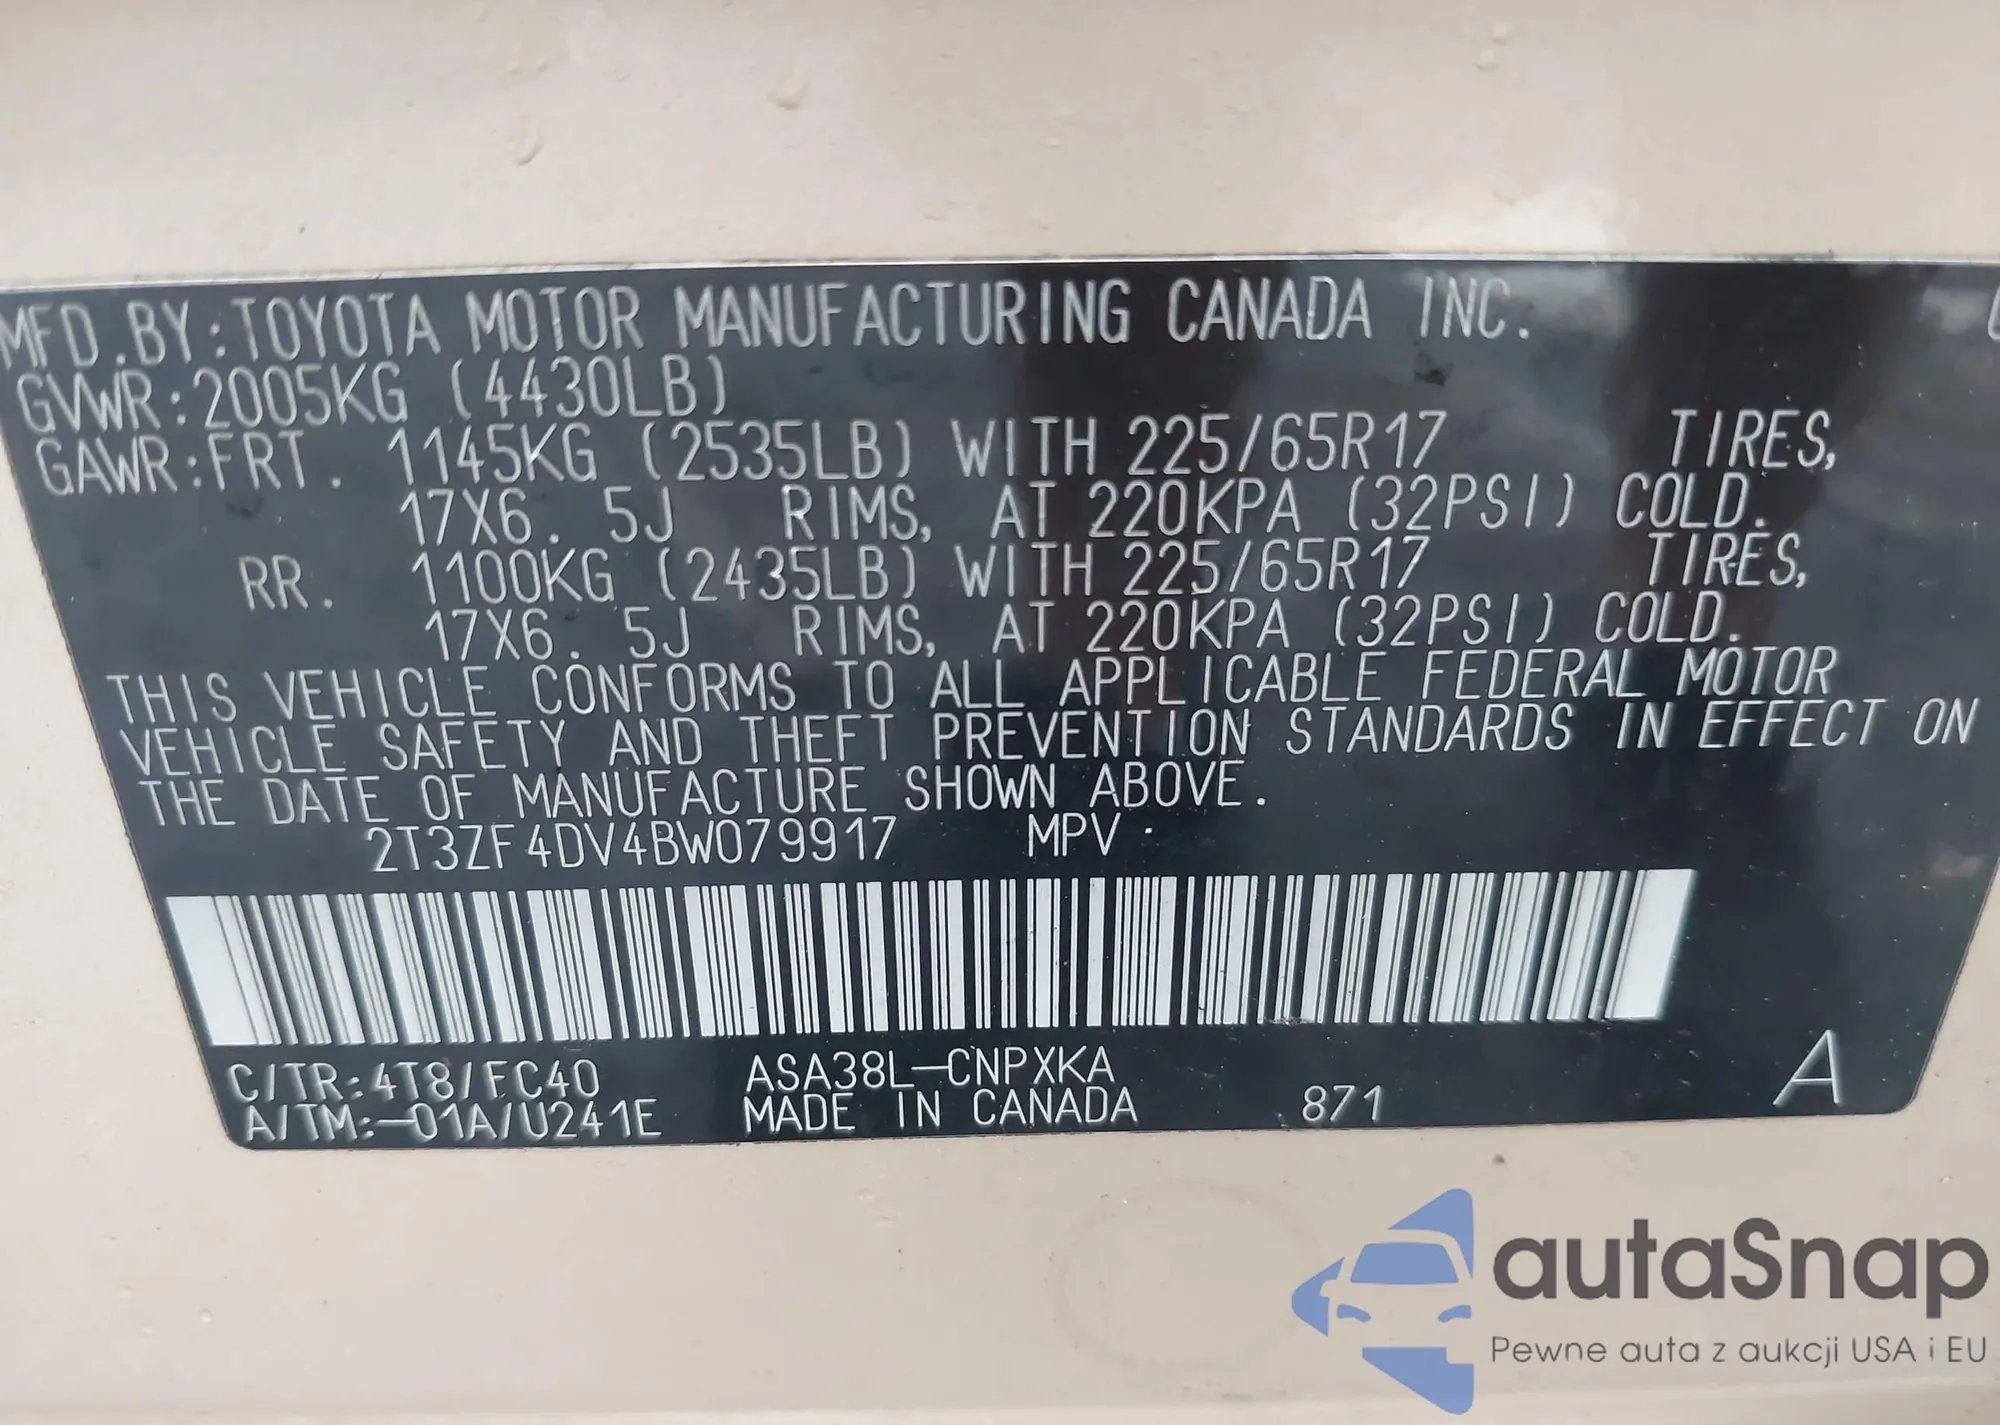 MFD.BY:TOYOTA MOTOR MANUFACTURING CANADA INC.
GVWR:2005KG (4430LB)
GAWR:FRT. 1145KG (2535LB) WITH 225/65R17 TIRES,
17X6.5J RIMS, AT 220KPA (32PSI) COLD.
RR. 1100KG (2435LB) WITH 225/65R17 TIRES,
17X6.5J RIMS, AT 220KPA (32PSI) COLD.
THIS VEHICLE CONFORMS TO ALL APPLICABLE FEDERAL MOTOR
VEHICLE SAFETY AND THEFT PREVENTION STANDARDS IN EFFECT ON
THE DATE OF MANUFACTURE SHOWN ABOVE.
2T3ZF4DV4BW079917 MPV
C/TR:4T8/FC40 ASA38L-CNPXKA
A/TM:-01A/U241E MADE IN CANADA 871 A
autaSnap
Pewne auta z aukcji USA i EU